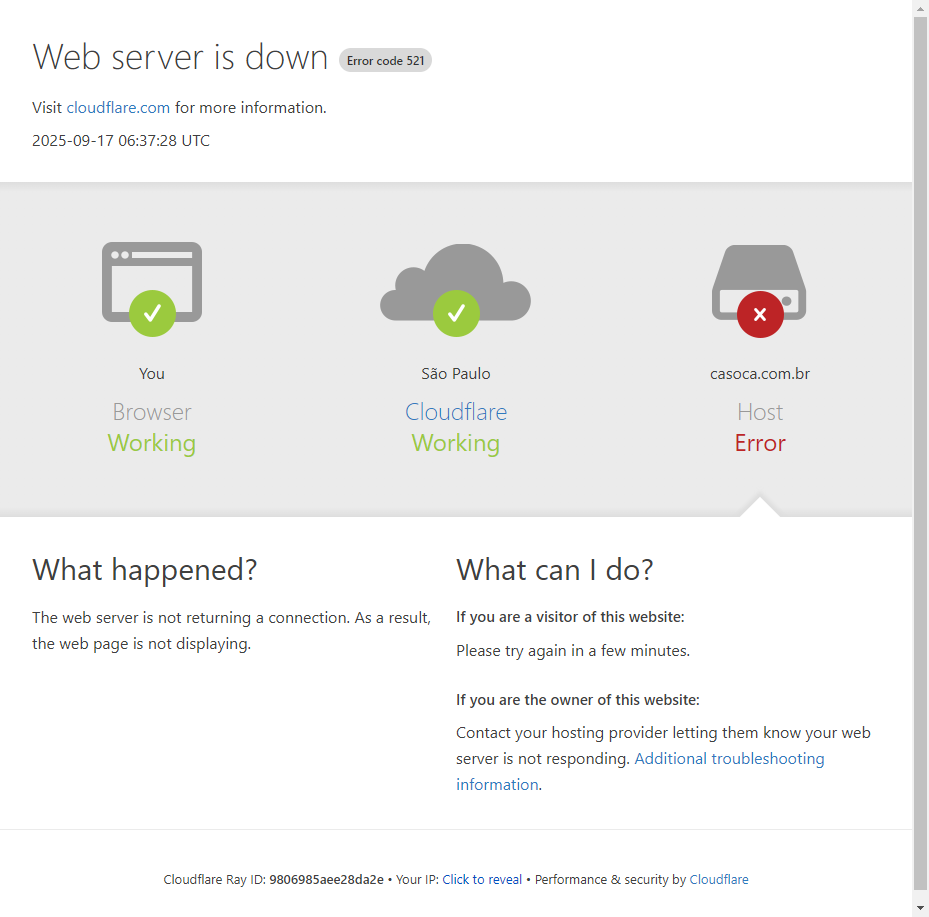 Web server is down Error code 521
Visit cloudflare.com for more information.
2025-09-17 06:37:28 UTC
You
Browser
Working
São Paulo
Cloudflare
Working
casoca.com.br
Host
Error
What happened?
The web server is not returning a connection. As a result,
the web page is not displaying.
What can I do?
If you are a visitor of this website:
Please try again in a few minutes.
If you are the owner of this website:
Contact your hosting provider letting them know your web
server is not responding. Additional troubleshooting
information.
Cloudflare Ray ID: 9806985aee28da2e • Your IP: Click to reveal • Performance & security by Cloudflare